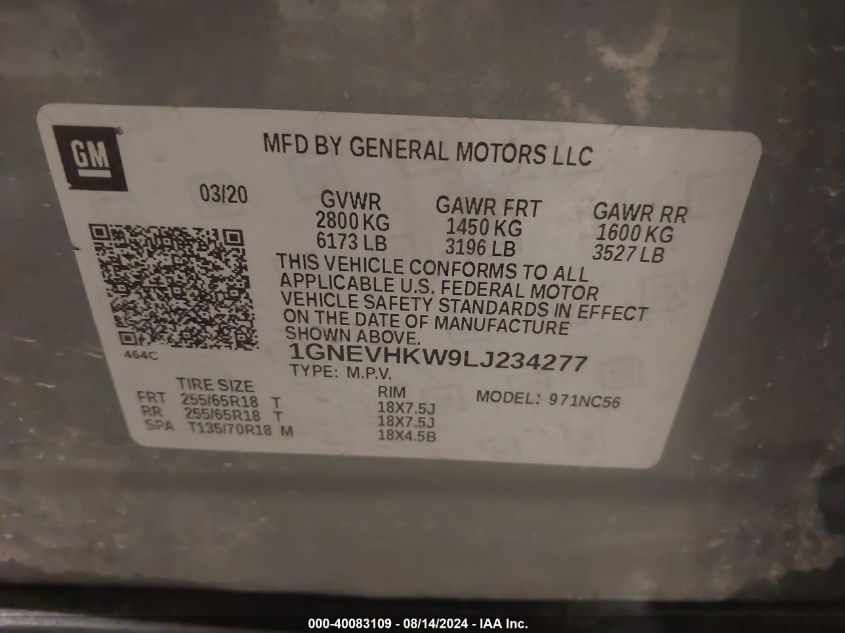 GM
MFD BY GENERAL MOTORS LLC
03/20
GVWR
2800 KG
6173 LB
GAWR FRT
1450 KG
3196 LB
GAWR RR
1600 KG
3527 LB
THIS VEHICLE CONFORMS TO ALL
APPLICABLE U.S. FEDERAL MOTOR
VEHICLE SAFETY STANDARDS IN EFFECT
ON THE DATE OF MANUFACTURE
SHOWN ABOVE.
464C
1GNEVHKW9LJ234277
TYPE: M.P.V.
TIRE SIZE RIM MODEL: 971NC56
FRT 255/65R18 T 18X7.5J
RR 255/65R18 T 18X7.5J
SPA T135/70R18 M 18X4.5B
000-40083109 - 08/14/2024 - IAA Inc.